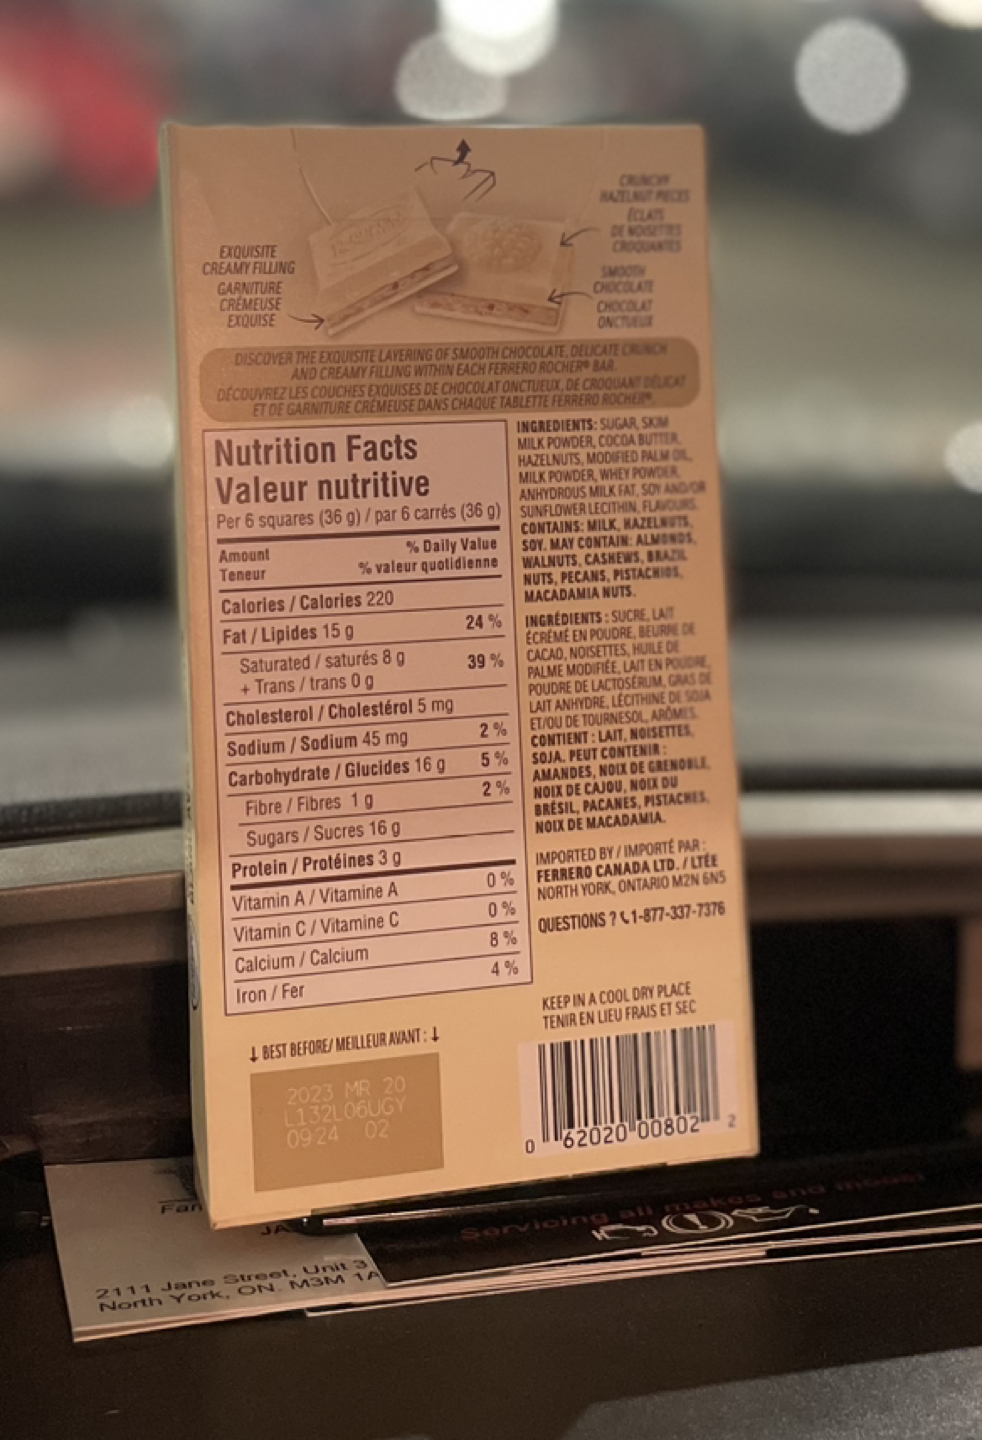 CRUNCHY
HAZELNUT PIECES
ÉCLATS
DE NOISETTES
CROQUANTES
EXQUISITE
CREAMY FILLING
GARNITURE
CRÉMEUSE
EXQUISE
SMOOTH
CHOCOLATE
CHOCOLAT
ONCTUEUX
DISCOVER THE EXQUISITE LAYERING OF SMOOTH CHOCOLATE, DELICATE CRUNCH
AND CREAMY FILLING WITHIN EACH FERRERO ROCHER® BAR.
DÉCOUVREZ LES COUCHES EXQUISES DE CHOCOLAT ONCTUEUX, DE CROQUANT DÉLICAT
ET DE GARNITURE CRÉMEUSE DANS CHAQUE TABLETTE FERRERO ROCHER®.
Nutrition Facts
Valeur nutritive
Per 6 squares (36 g) / par 6 carrés (36 g)
Amount % Daily Value
Teneur % valeur quotidienne
Calories / Calories 220
Fat / Lipides 15 g 24 %
Saturated / saturés 8 g
+ Trans / trans 0 g 39 %
Cholesterol / Cholestérol 5 mg
Sodium / Sodium 45 mg 2 %
Carbohydrate / Glucides 16 g 5 %
Fibre / Fibres 1 g 2 %
Sugars / Sucres 16 g
Protein / Protéines 3 g
Vitamin A / Vitamine A 0 %
Vitamin C / Vitamine C 0 %
Calcium / Calcium 8 %
Iron / Fer 4 %
INGREDIENTS: SUGAR, SKIM
MILK POWDER, COCOA BUTTER,
HAZELNUTS, MODIFIED PALM OIL,
MILK POWDER, WHEY POWDER,
ANHYDROUS MILK FAT, SOY AND/OR
SUNFLOWER LECITHIN, FLAVOURS.
CONTAINS: MILK, HAZELNUTS,
SOY. MAY CONTAIN: ALMONDS,
WALNUTS, CASHEWS, BRAZIL
NUTS, PECANS, PISTACHIOS,
MACADAMIA NUTS.
INGRÉDIENTS : SUCRE, LAIT
ÉCRÉMÉ EN POUDRE, BEURRE DE
CACAO, NOISETTES, HUILE DE
PALME MODIFIÉE, LAIT EN POUDRE,
POUDRE DE LACTOSÉRUM, GRAS DE
LAIT ANHYDRE, LÉCITHINE DE SOJA
ET/OU DE TOURNESOL, ARÔMES.
CONTIENT : LAIT, NOISETTES,
SOJA. PEUT CONTENIR :
AMANDES, NOIX DE GRENOBLE,
NOIX DE CAJOU, NOIX DU
BRÉSIL, PACANES, PISTACHES,
NOIX DE MACADAMIA.
IMPORTED BY / IMPORTÉ PAR :
FERRERO CANADA LTD. / LTÉE
NORTH YORK, ONTARIO M2N 6N5
QUESTIONS ? 1-877-337-7376
KEEP IN A COOL DRY PLACE
TENIR EN LIEU FRAIS ET SEC
BEST BEFORE/ MEILLEUR AVANT :
2023 MR 20
L132L06UGY
09:24 02
0 62020 00802 2
Servicing all makes and models
2111 Jane Street, Unit 3
North York, ON. M3M 1A